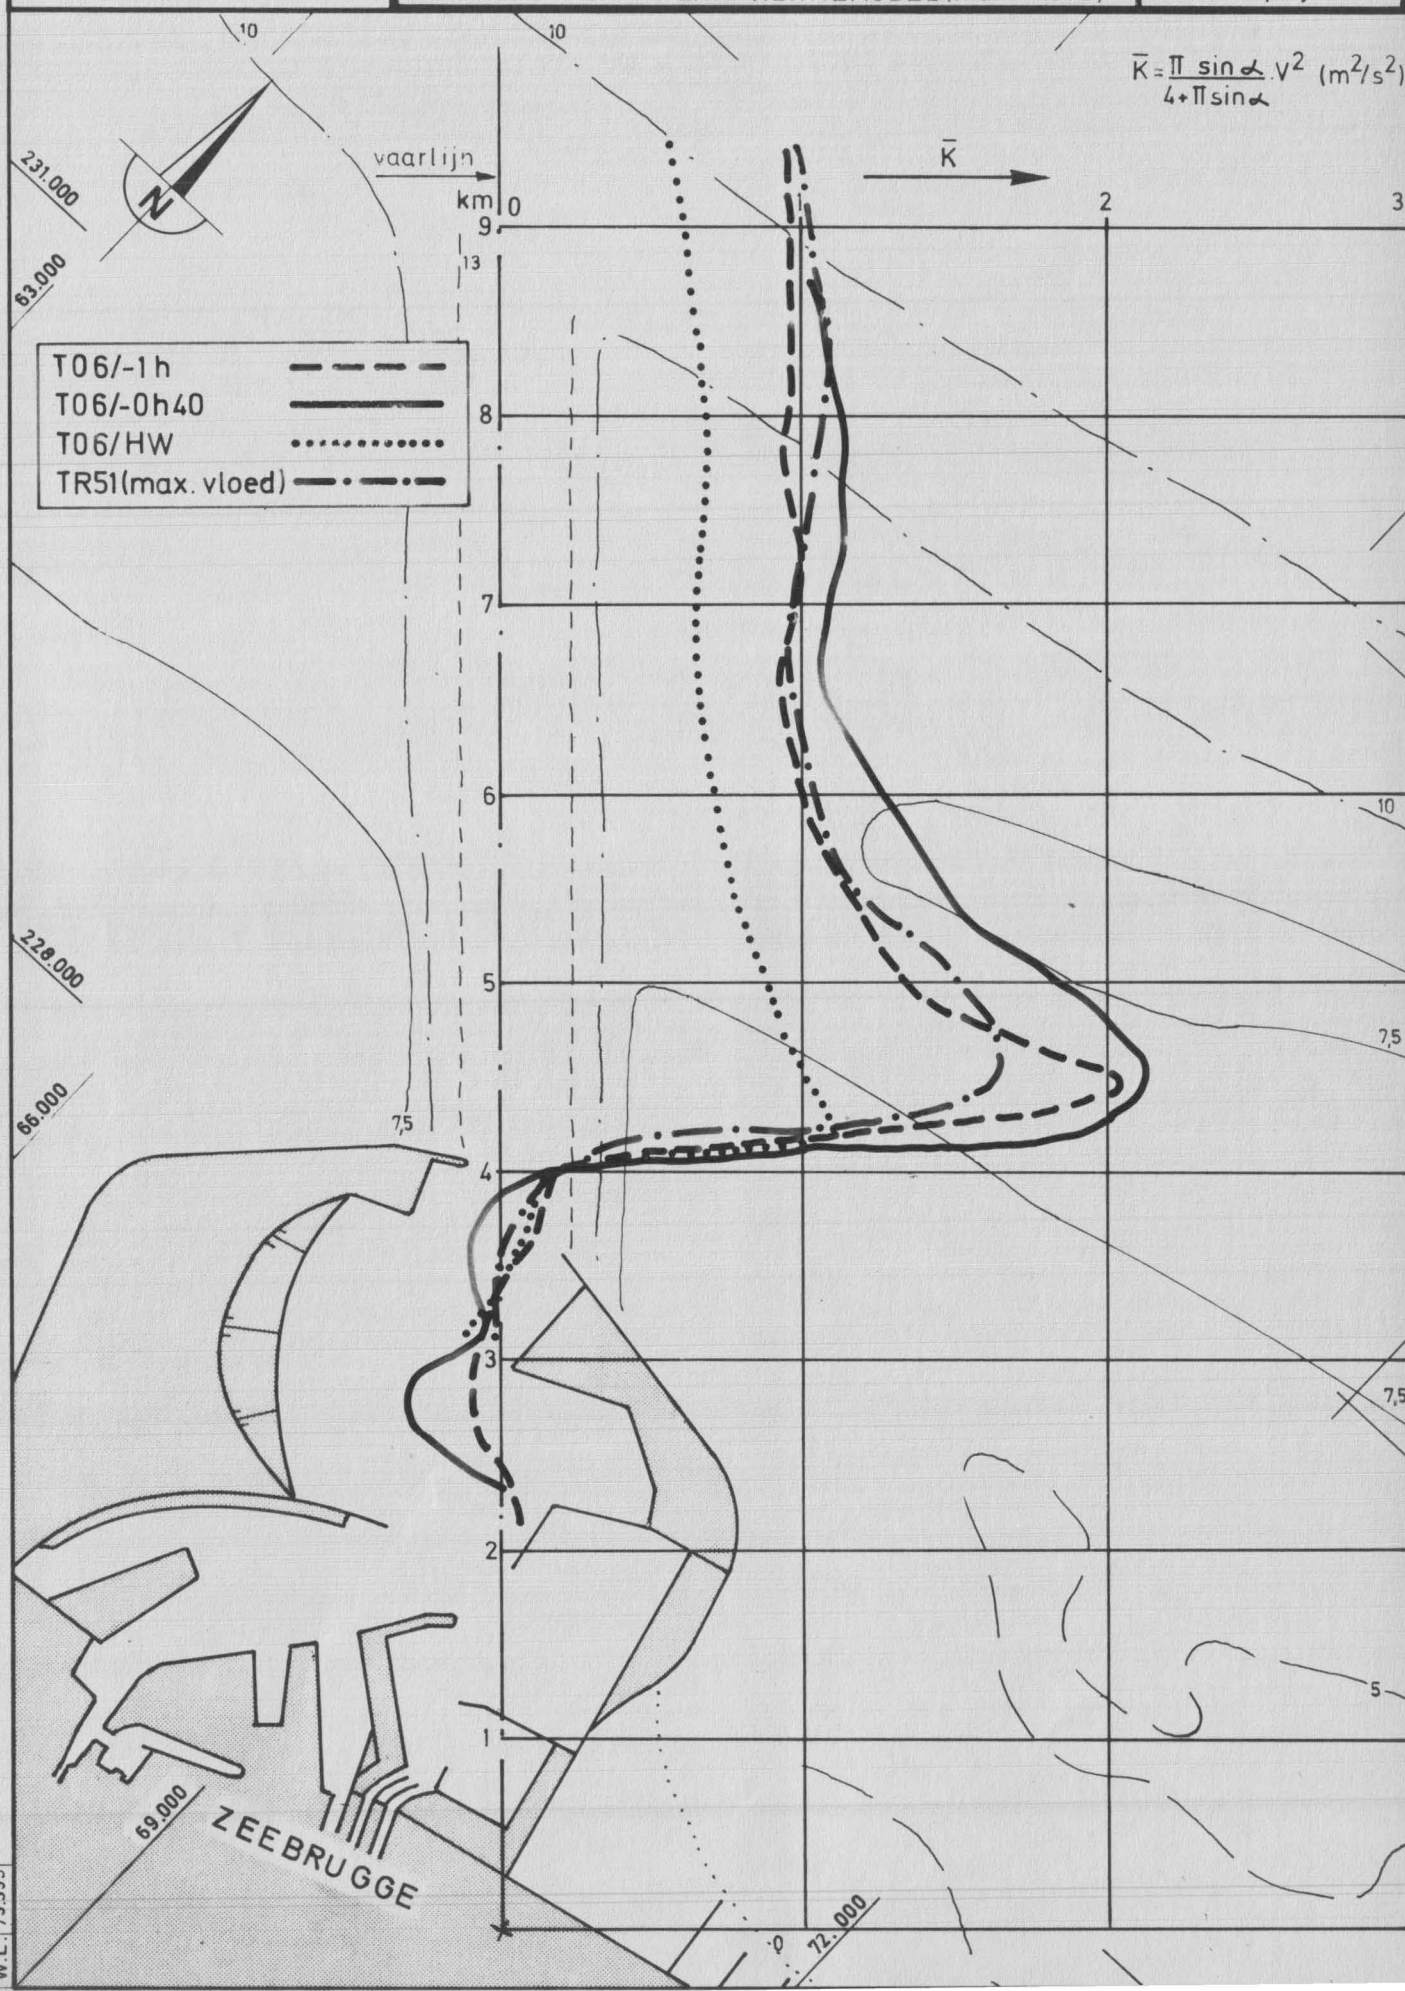 10
10
K̄ = π sin α / 4+π sin α . V² (m²/s²)
231.000
63.000
N
vaarlijn
K̄
km 0 1 2 3
9
13
T06/-1h
T06/-0h40
T06/HW
TR51(max. vloed)
8
7
6
10
5
228.000
7,5
66.000
7,5
4
3
7,5
2
5
1
69.000
ZEEBRUGGE
72.000
0